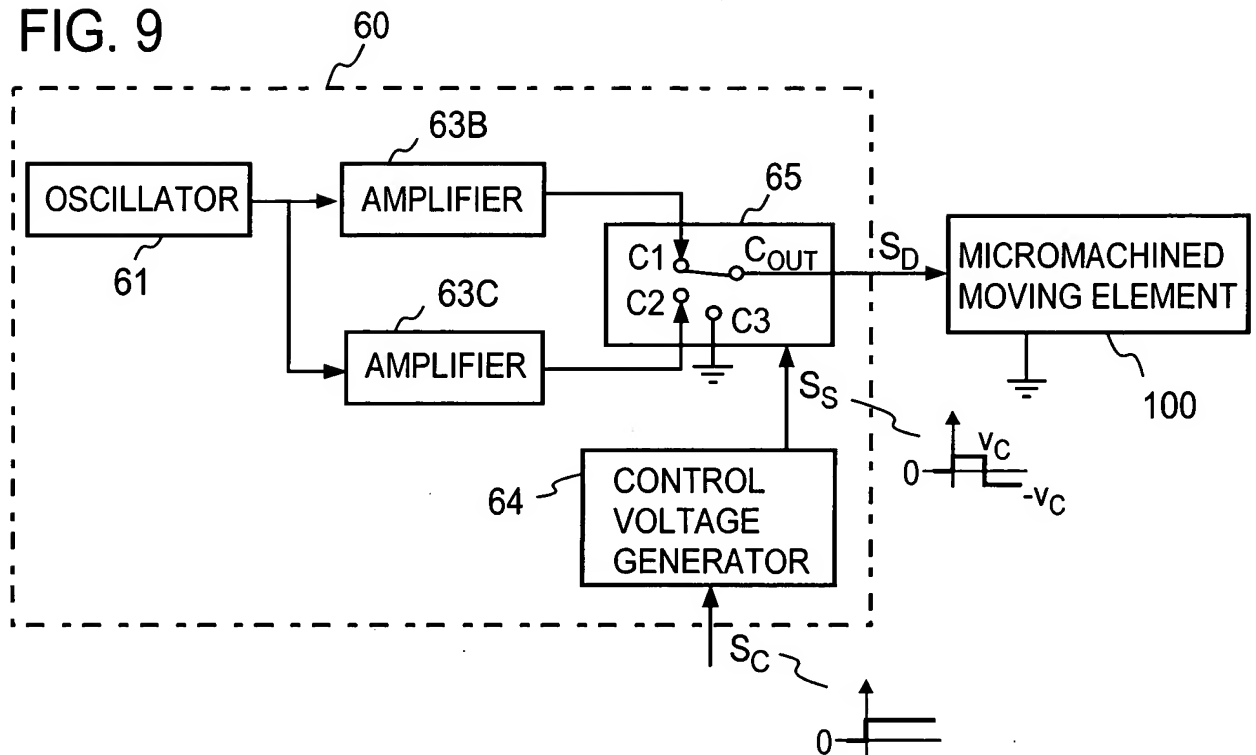 FIG. 9
60
63B
OSCILLATOR
AMPLIFIER
65
61
C1
COUT
SD
MICROMACHINED
MOVING ELEMENT
C2
C3
63C
AMPLIFIER
SS
100
VC
0
-VC
64
CONTROL
VOLTAGE
GENERATOR
SC
0